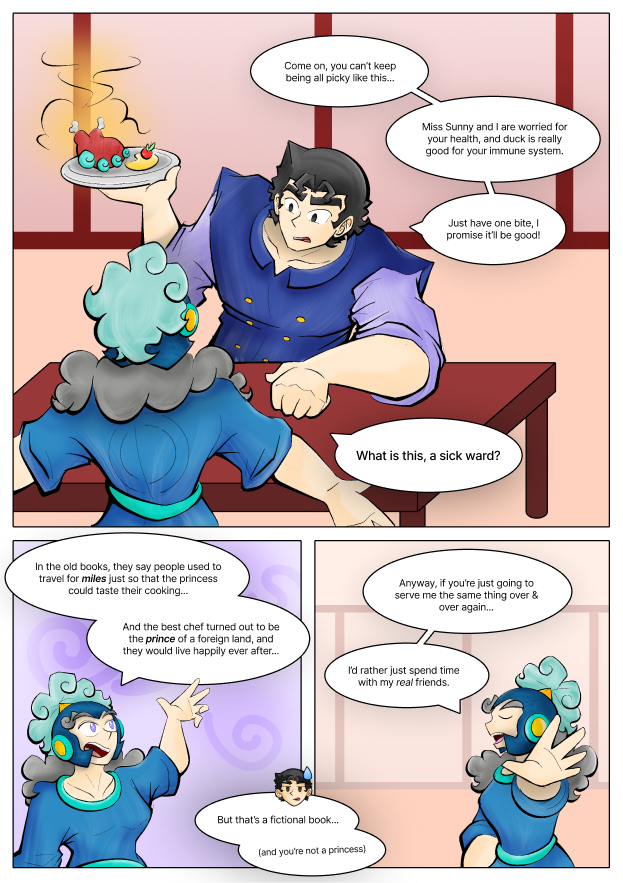 Come on, you can't keep
being all picky like this...
Miss Sunny and I are worried for
your health, and duck is really
good for your immune system.
Just have one bite, I
promise it'll be good!
What is this, a sick ward?
In the old books, they say people used to
travel for miles just so that the princess
could taste their cooking...
And the best chef turned out to be
the prince of a foreign land, and
they would live happily ever after...
But that's a fictional book...
(and you're not a princess)
Anyway, if you're just going to
serve me the same thing over &
over again...
I'd rather just spend time
with my real friends.